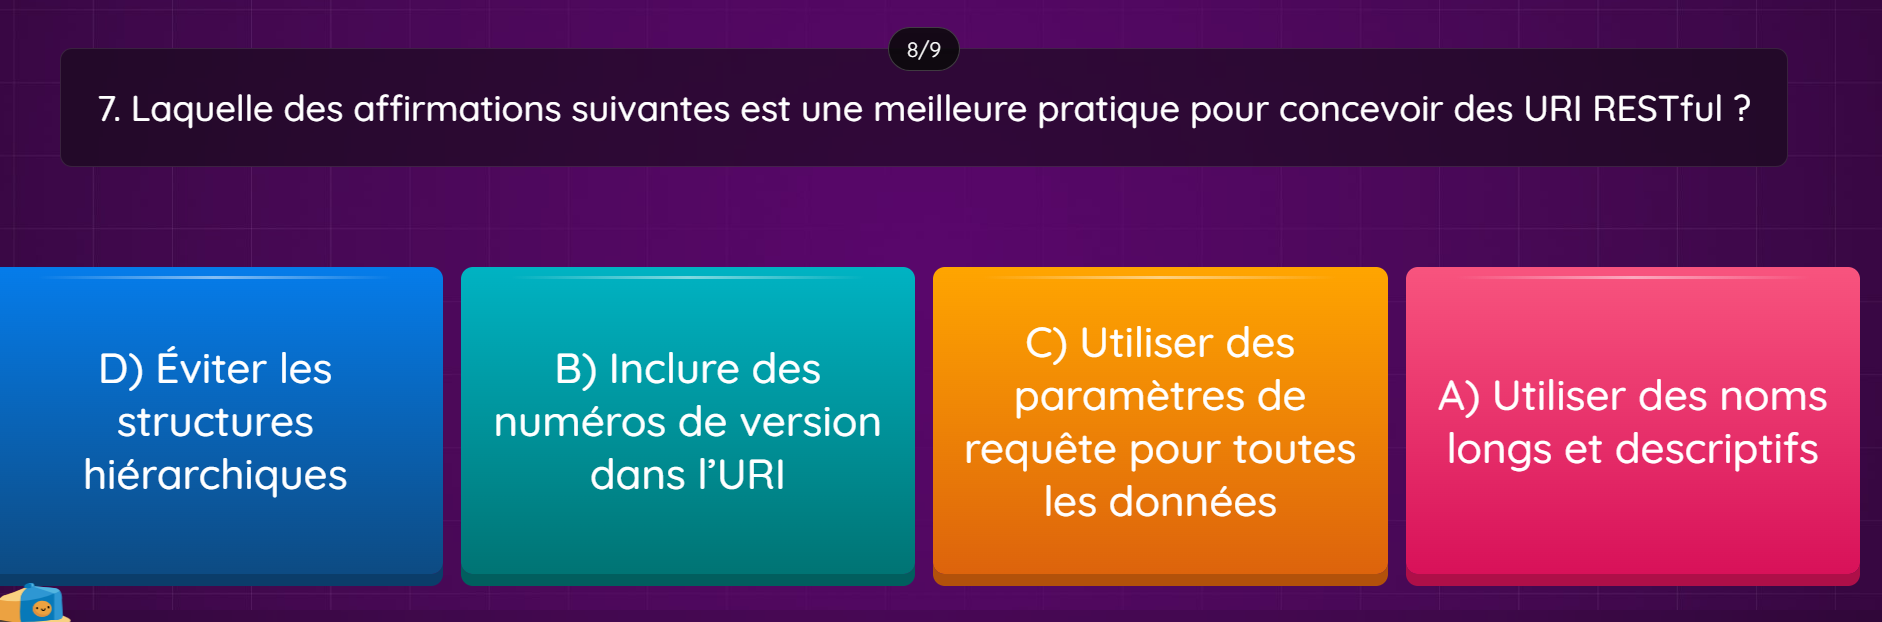 8/9
7. Laquelle des affirmations suivantes est une meilleure pratique pour concevoir des URI RESTful ?
D) Éviter les
structures
hiérarchiques
B) Inclure des
numéros de version
dans l’URI
C) Utiliser des
paramètres de
requête pour toutes
les données
A) Utiliser des noms
longs et descriptifs